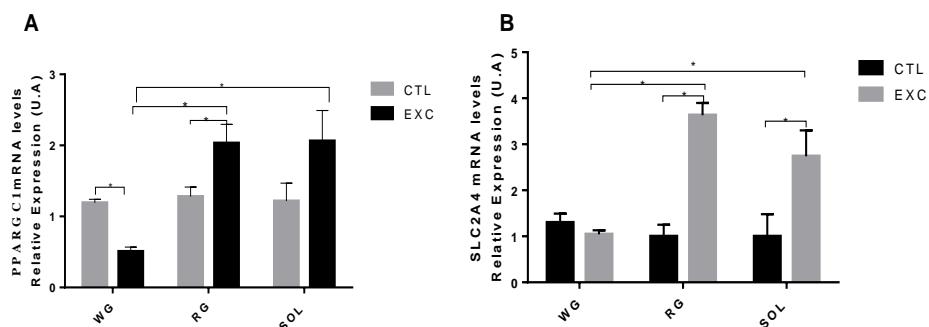 A
PPARGC1mRNA levels
Relative Expression (U.A)
3
2
1
0
*
*
*
*
WG
RG
SOL
CTL
EXC
B
SLC2A4 mRNA levels
Relative Expression (U.A)
5
4
3
2
1
0
*
*
*
*
WG
RG
SOL
CTL
EXC